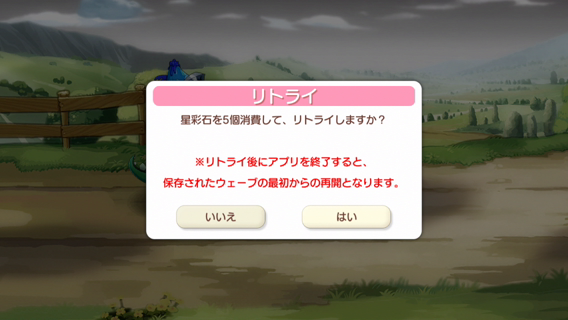 リトライ
星彩石を5個消費して、リトライしますか？
※リトライ後にアプリを終了すると、
保存されたウェーブの最初からの再開となります。
いいえ
はい